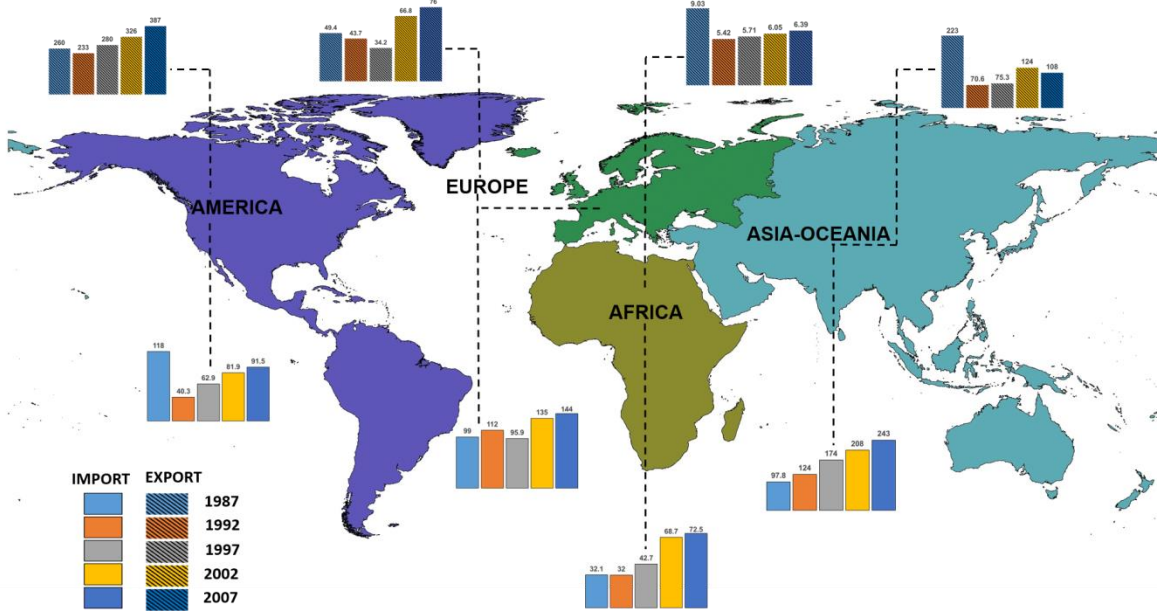 260 233 280 326 387
49.4 43.7 34.2 66.8 76
9.03 5.42 5.71 6.05 6.39
223 70.6 75.3 124 108
EUROPE
AMERICA
ASIA-OCEANIA
AFRICA
118 40.3 62.9 81.9 91.5
99 112 95.9 135 144
97.8 124 174 208 243
32.1 32 42.7 68.7 72.5
IMPORT EXPORT
1987
1992
1997
2002
2007